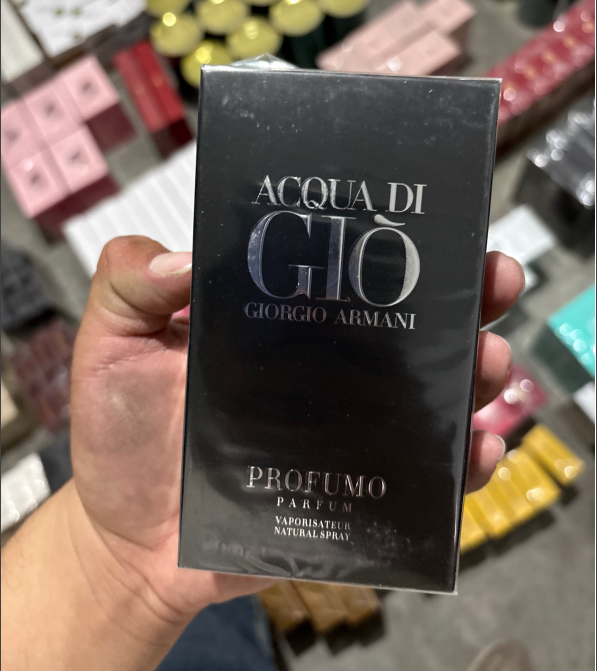 ACQUA DI
GIÒ
GIORGIO ARMANI
PROFUMO
PARFUM
VAPORISATEUR
NATURAL SPRAY